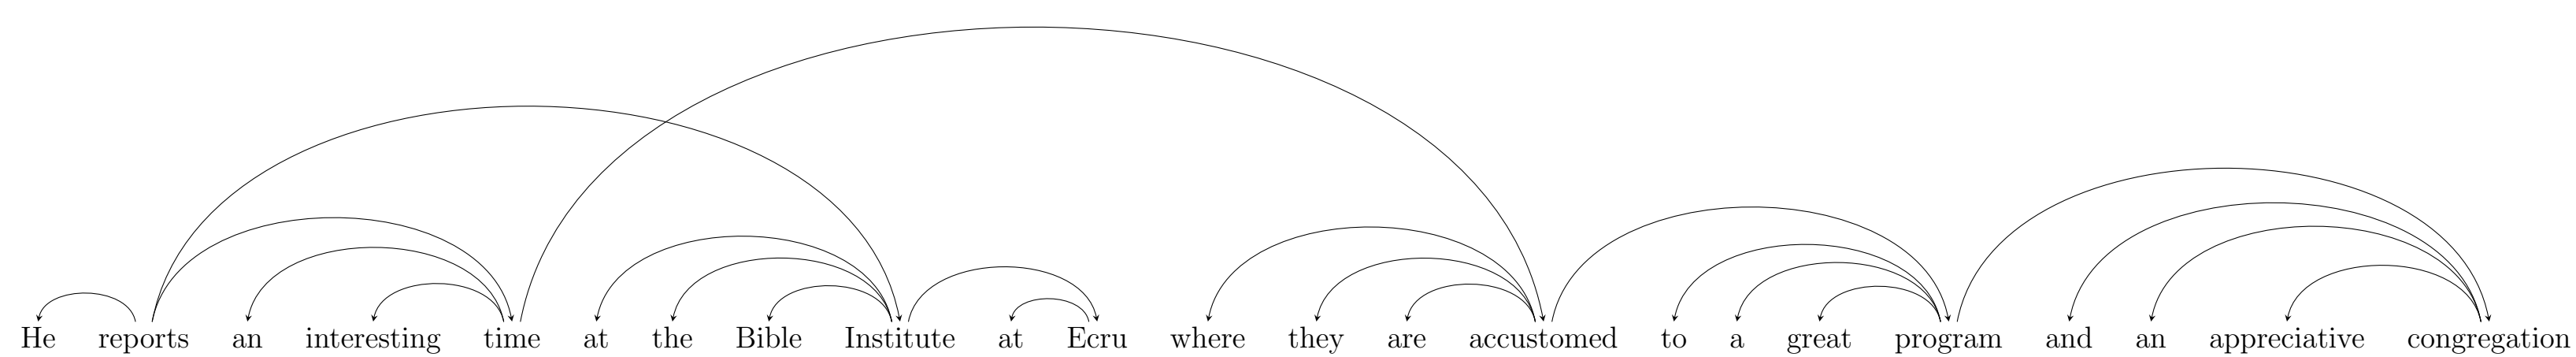 He reports an interesting time at the Bible Institute at Ecru where they are accustomed to a great program and an appreciative congregation